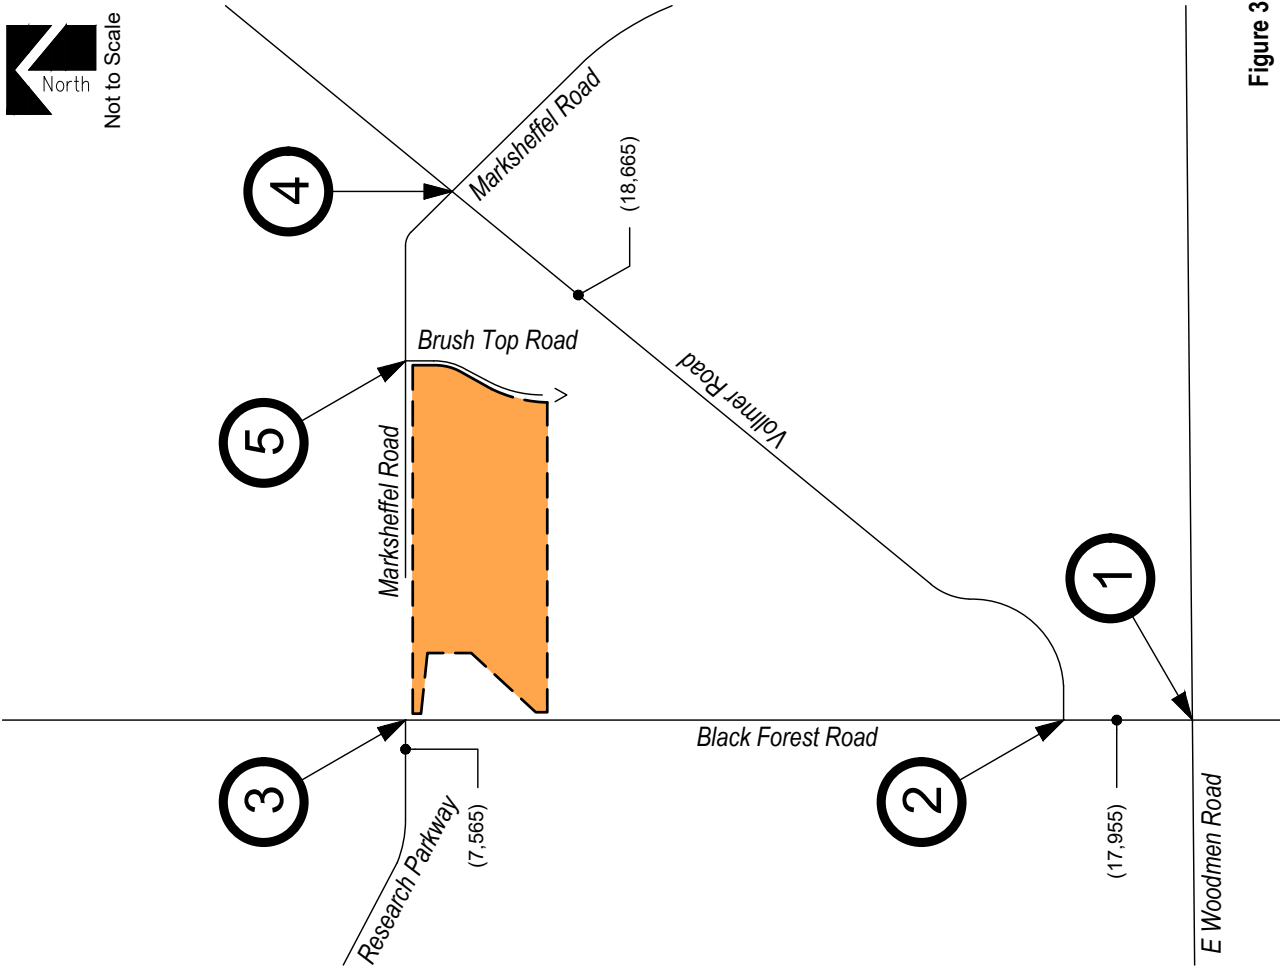 North
Not to Scale
Figure 3
4
Marksheffel Road
(18,665)
Brush Top Road
5
Marksheffel Road
Vollmer Road
1
3
Black Forest Road
2
(7,565)
Research Parkway
(17,955)
E Woodmen Road